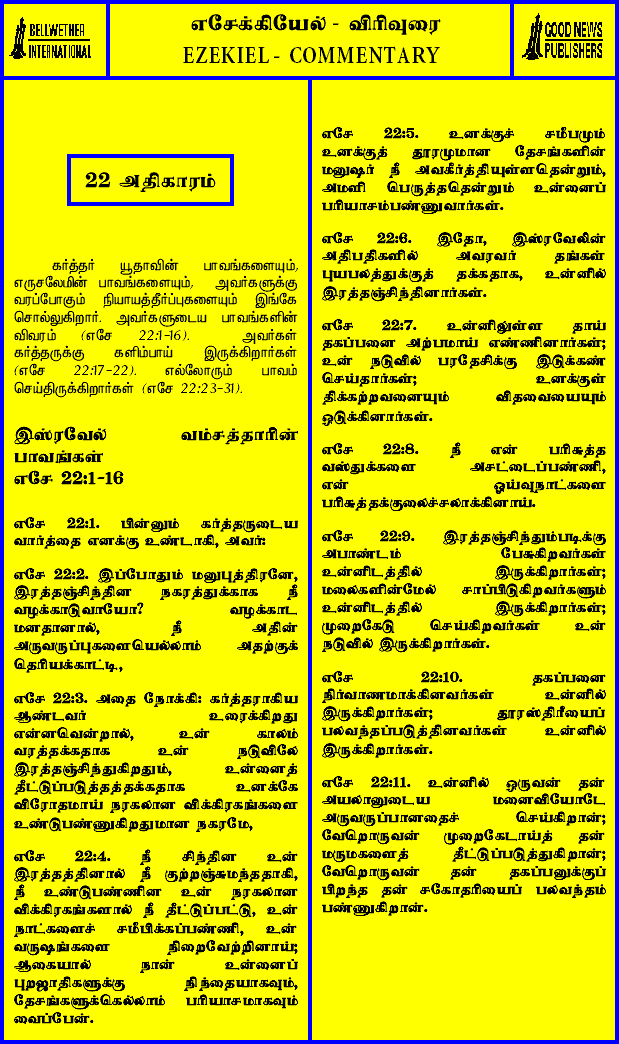 BELLWETHER
INTERNATIONAL
எசேக்கியேல் - விரிவுரை
EZEKIEL - COMMENTARY
GOOD NEWS
PUBLISHERS
22 அதிகாரம்
கர்த்தர் யூதாவின் பாவங்களையும்,
எருசலேமின் பாவங்களையும், அவர்களுக்கு
வரப்போகும் நியாயத்தீர்ப்புகளையும் இங்கே
சொல்லுகிறார். அவர்களுடைய பாவங்களின்
விவரம் (எசே 22:1-16). அவர்கள்
கர்த்தருக்கு களிம்பாய் இருக்கிறார்கள்
(எசே 22:17-22). எல்லோரும் பாவம்
செய்திருக்கிறார்கள் (எசே 22:23-31).
இஸ்ரவேல் வம்சத்தாரின்
பாவங்கள்
எசே 22:1-16
எசே 22:1. பின்னும் கர்த்தருடைய
வார்த்தை எனக்கு உண்டாகி, அவர்:
எசே 22:2. இப்போதும் மனுபுத்திரனே,
இரத்தஞ்சிந்தின நகரத்துக்காக நீ
வழக்காடுவாயோ? வழக்காட
மனதானால், நீ அதின்
அருவருப்புகளையெல்லாம் அதற்குத்
தெரியக்காட்டி,
எசே 22:3. அதை நோக்கி: கர்த்தராகிய
ஆண்டவர் உரைக்கிறது
என்னவென்றால், உன் காலம்
வரத்தக்கதாக உன் நடுவிலே
இரத்தஞ்சிந்துகிறதும், உன்னைத்
தீட்டுப்படுத்தத்தக்கதாக உனக்கே
விரோதமாய் நரகலான விக்கிரகங்களை
உண்டுபண்ணுகிறதுமான நகரமே,
எசே 22:4. நீ சிந்தின உன்
இரத்தத்தினால் நீ குற்றஞ்சுமந்ததாகி,
நீ உண்டுபண்ணின உன் நரகலான
விக்கிரகங்களால் நீ தீட்டுப்பட்டு, உன்
நாட்களைச் சமீபிக்கப்பண்ணி, உன்
வருஷங்களை நிறைவேற்றினாய்;
ஆகையால் நான் உன்னைப்
புறஜாதிகளுக்கு நிந்தையாகவும்,
தேசங்களுக்கெல்லாம் பரியாசமாகவும்
வைப்பேன்.
எசே 22:5. உனக்குச் சமீபமும்
உனக்குத் தூரமுமான தேசங்களின்
மனுஷர் நீ அவகீர்த்தியுள்ளதென்றும்,
அமளி பெருத்ததென்றும் உன்னைப்
பரியாசம்பண்ணுவார்கள்.
எசே 22:6. இதோ, இஸ்ரவேலின்
அதிபதிகளில் அவரவர் தங்கள்
புயபலத்துக்குத் தக்கதாக, உன்னில்
இரத்தஞ்சிந்தினார்கள்.
எசே 22:7. உன்னிலுள்ள தாய்
தகப்பனை அற்பமாய் எண்ணினார்கள்;
உன் நடுவில் பரதேசிக்கு இடுக்கண்
செய்தார்கள்; உனக்குள்
திக்கற்றவனையும் விதவையையும்
ஒடுக்கினார்கள்.
எசே 22:8. நீ என் பரிசுத்த
வஸ்துக்களை அசட்டைப்பண்ணி,
என் ஓய்வுநாட்களை
பரிசுத்தக்குலைச்சலாக்கினாய்.
எசே 22:9. இரத்தஞ்சிந்தும்படிக்கு
அபாண்டம் பேசுகிறவர்கள்
உன்னிடத்தில் இருக்கிறார்கள்;
மலைகளின்மேல் சாப்பிடுகிறவர்களும்
உன்னிடத்தில் இருக்கிறார்கள்;
முறைகேடு செய்கிறவர்கள் உன்
நடுவில் இருக்கிறார்கள்.
எசே 22:10. தகப்பனை
நிர்வாணமாக்கினவர்கள் உன்னில்
இருக்கிறார்கள்; தூரஸ்திரீயைப்
பலவந்தப்படுத்தினவர்கள் உன்னில்
இருக்கிறார்கள்.
எசே 22:11. உன்னில் ஒருவன் தன்
அயலானுடைய மனைவியோடே
அருவருப்பானதைச் செய்கிறான்;
வேறொருவன் முறைகேடாய்த் தன்
மருமகளைத் தீட்டுப்படுத்துகிறான்;
வேறொருவன் தன் தகப்பனுக்குப்
பிறந்த தன் சகோதரியைப் பலவந்தம்
பண்ணுகிறான்.